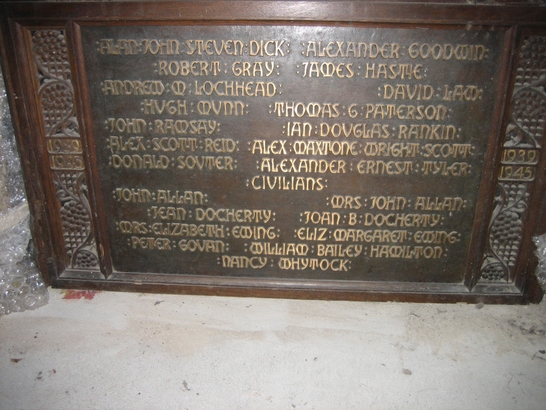 ALAN·JOHN STEVEN·DICK: ALEXANDER GOODWIN:
ROBERT GRAY: JAMES HASTIE:
ANDREW·M·LOCHHEAD: DAVID LAW:
HUGH MUNN: THOMAS·G·PATERSON:
JOHN·RAMSAY: IAN·DOUGLAS·RANKIN:
ALEX·SCOTT·REID: ALEX·MAXTONE·WRIGHT·SCOTT:
DONALD·SOUTER: ALEXANDER·ERNEST·TYLER:
:CIVILIANS:
JOHN·ALLAN: MRS·JOHN·ALLAN:
JEAN·DOCHERTY: JOAN·B·DOCHERTY:
MRS·ELIZABETH·EWING: ELIZ·MARGARET·EWING:
PETER·GOVAN: WILLIAM·BAILEY·HAMILTON:
:NANCY·WHYTOCK:
1939
1945
1939
1945